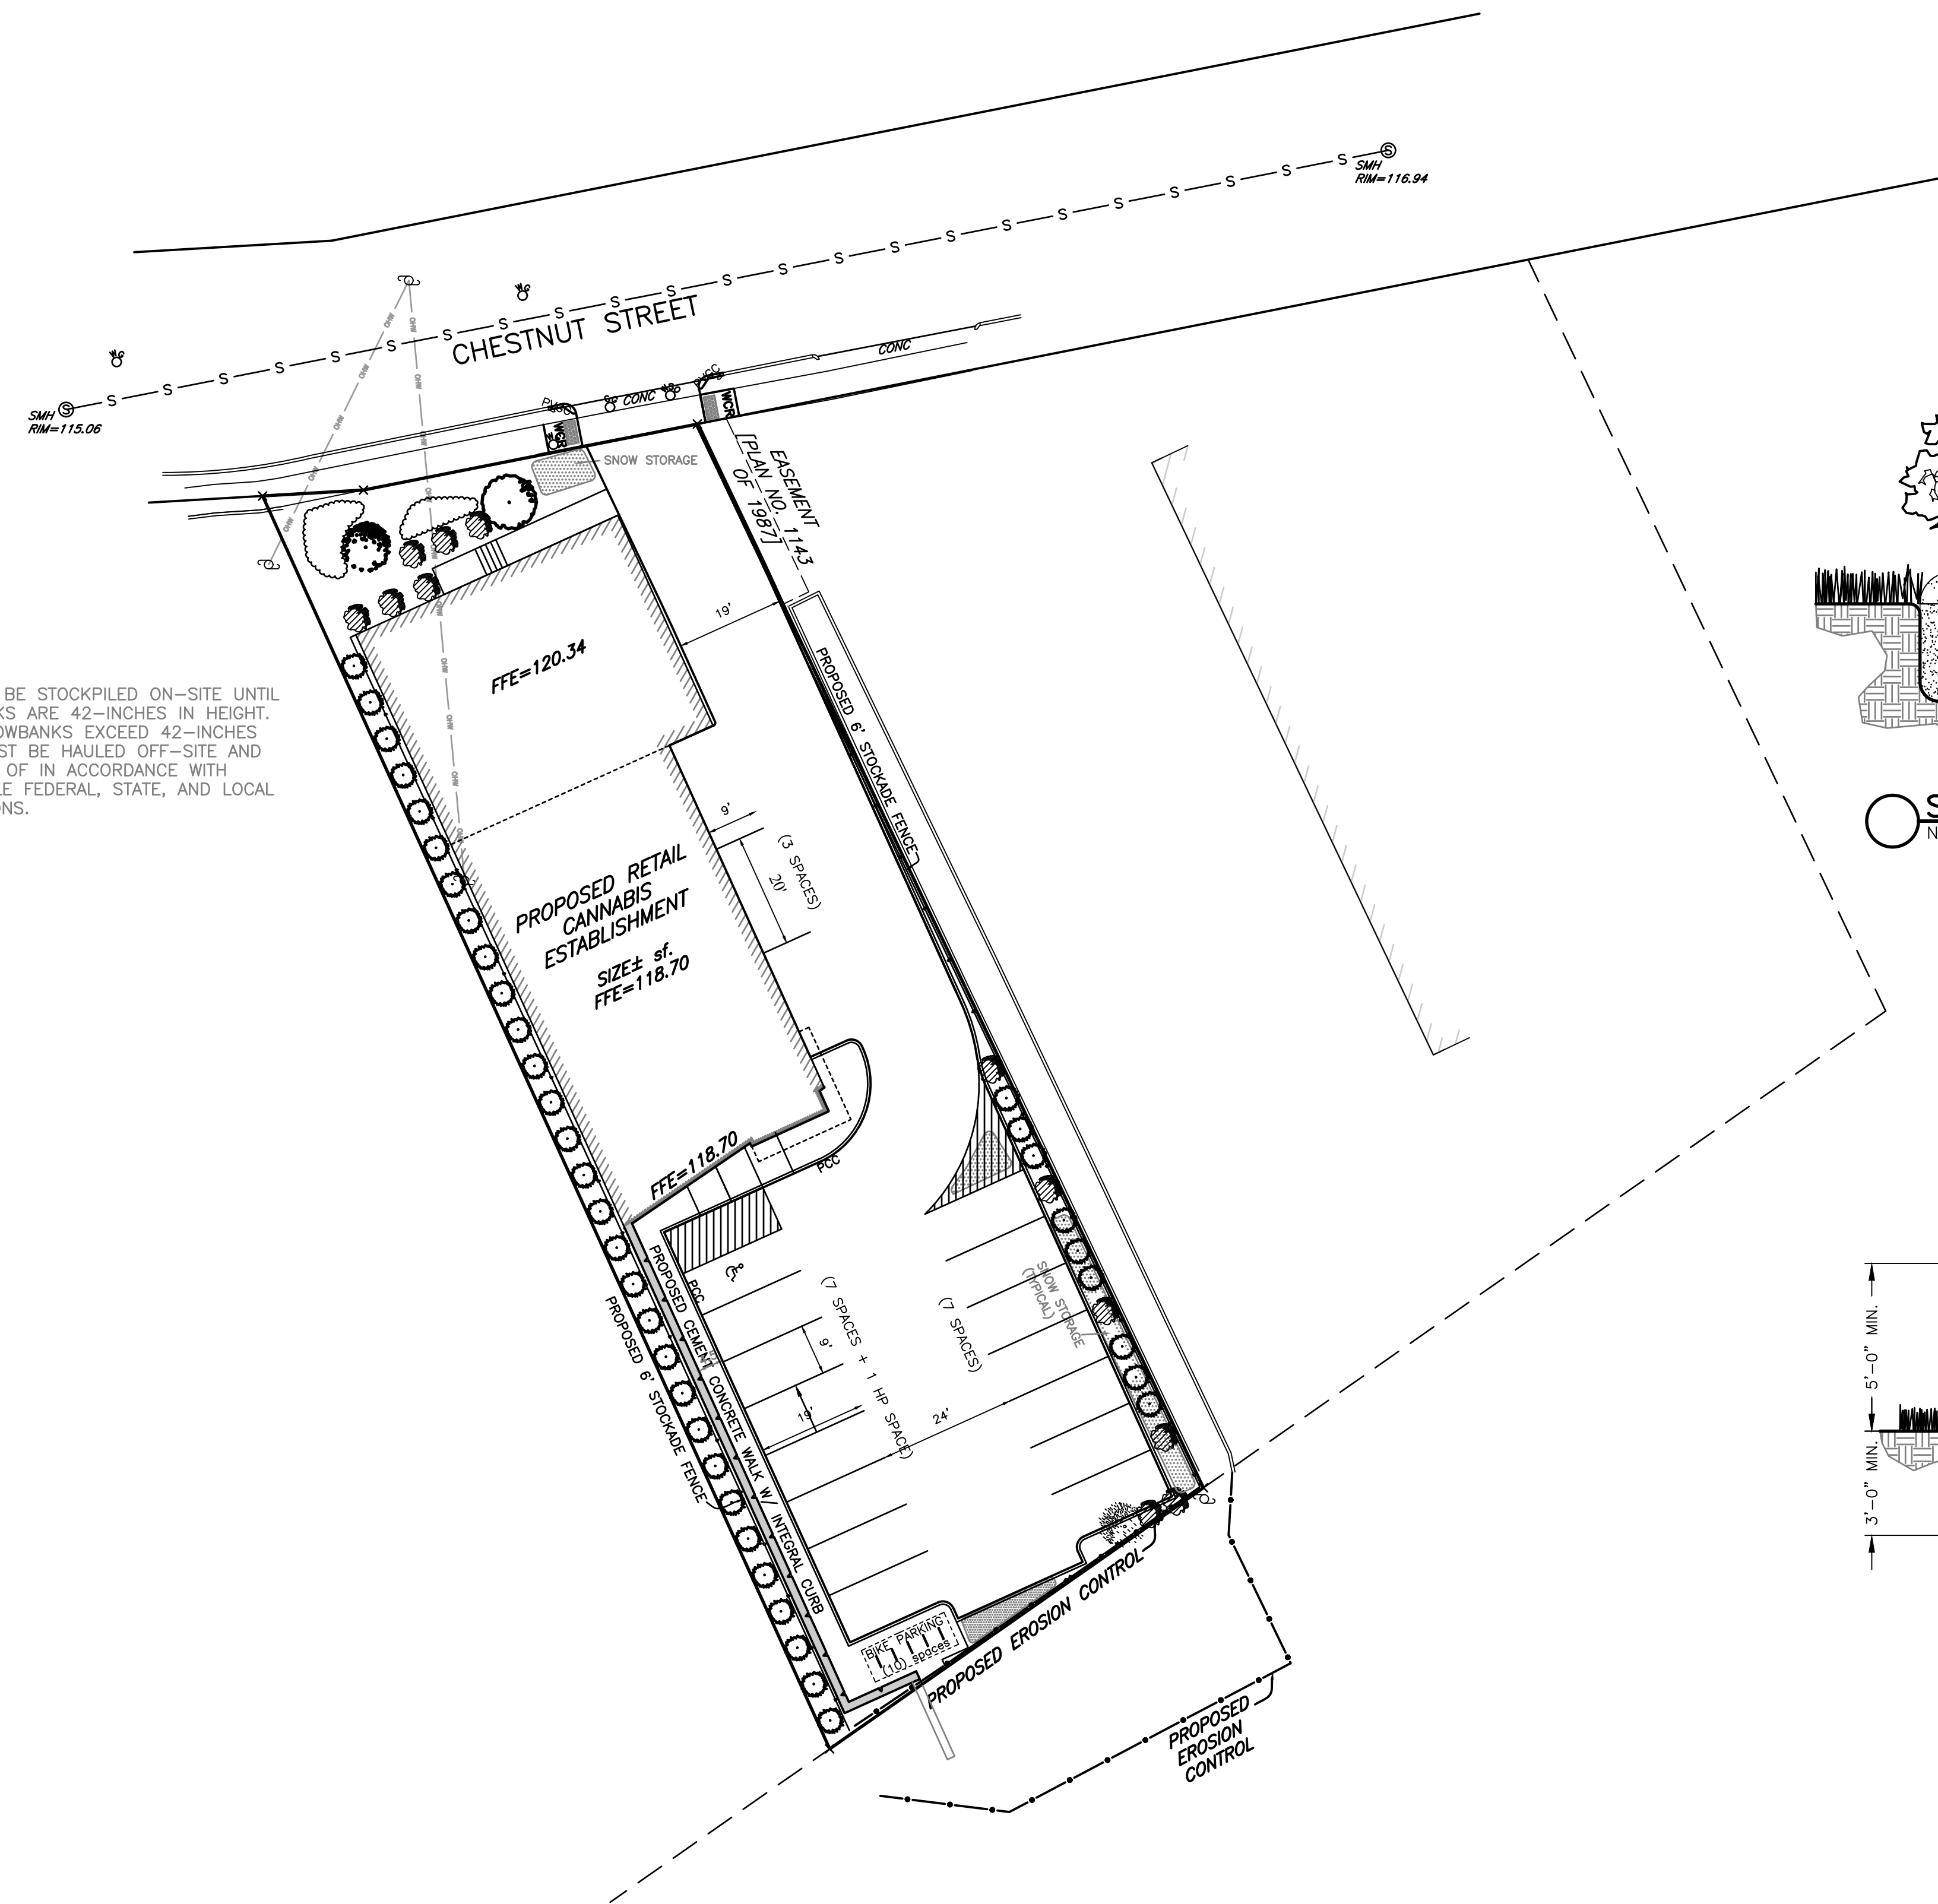 SMH
RIM=116.94
CHESTNUT STREET
SMH
RIM=115.06
CONC
CONC
PVCC
WCR
WCR
SNOW STORAGE
EASEMENT
[PLAN NO. 1143
OF 1987]
19'
OHW
FFE=120.34
BE STOCKPILED ON-SITE UNTIL
KS ARE 42-INCHES IN HEIGHT.
OWBANKS EXCEED 42-INCHES
ST BE HAULED OFF-SITE AND
OF IN ACCORDANCE WITH
LE FEDERAL, STATE, AND LOCAL
ONS.
PROPOSED 6' STOCKADE FENCE
9'
(3 SPACES)
20'
PROPOSED RETAIL
CANNABIS
ESTABLISHMENT
SIZE± sf.
FFE=118.70
FFE=118.70
PCC
PCC
PROPOSED CEMENT CONCRETE WALK W/ INTEGRAL CURB
PROPOSED 6' STOCKADE FENCE
(7 SPACES + 1 HP SPACE)
(7 SPACES)
SNOW STORAGE
(TYPICAL)
9'
19'
24'
BIKE PARKING
(10) spaces
PROPOSED EROSION CONTROL
PROPOSED
EROSION
CONTROL
S
N
5'-0" MIN.
3'-0" MIN.